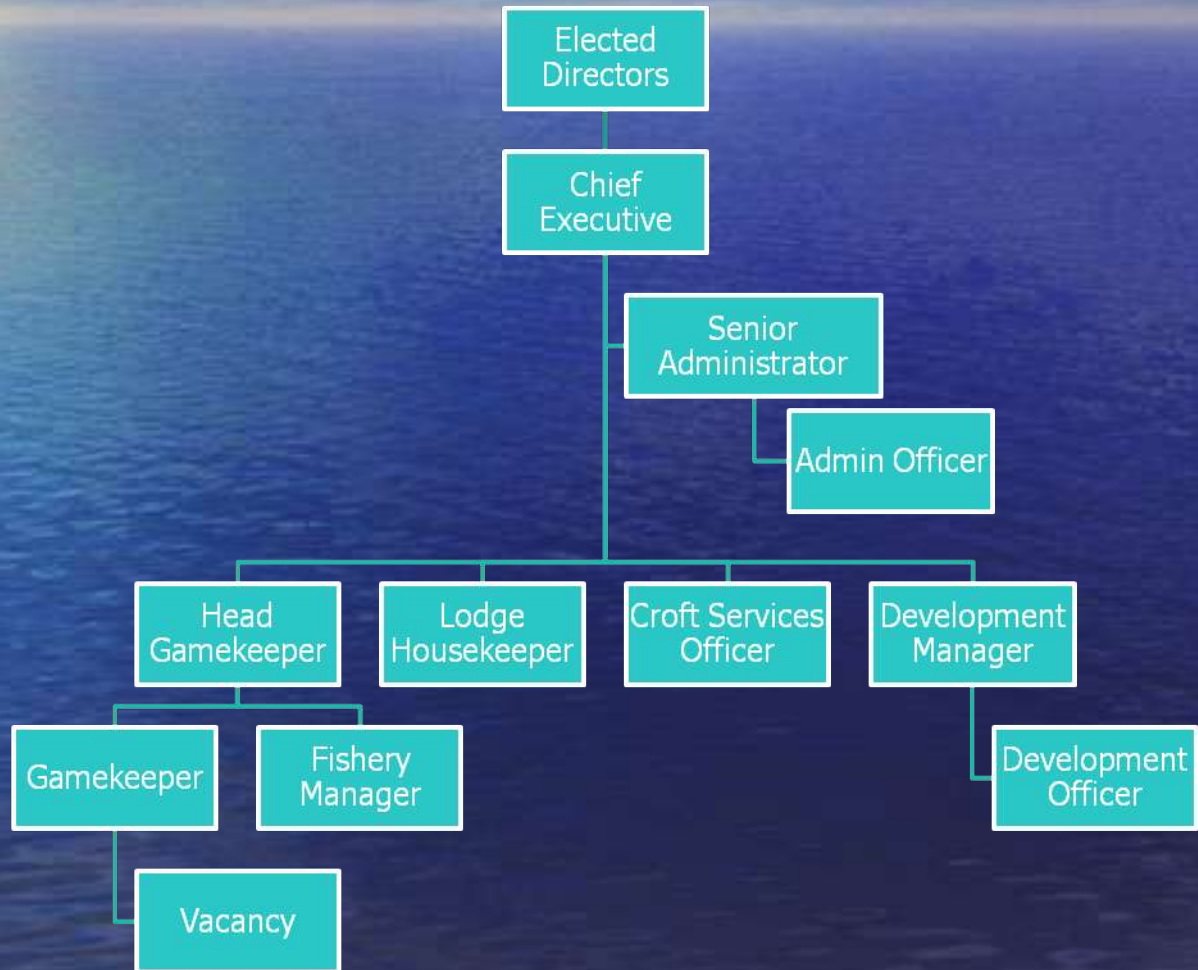 Elected
Directors
Chief
Executive
Senior
Administrator
Admin Officer
Head
Gamekeeper
Lodge
Housekeeper
Croft Services
Officer
Development
Manager
Gamekeeper
Fishery
Manager
Development
Officer
Vacancy